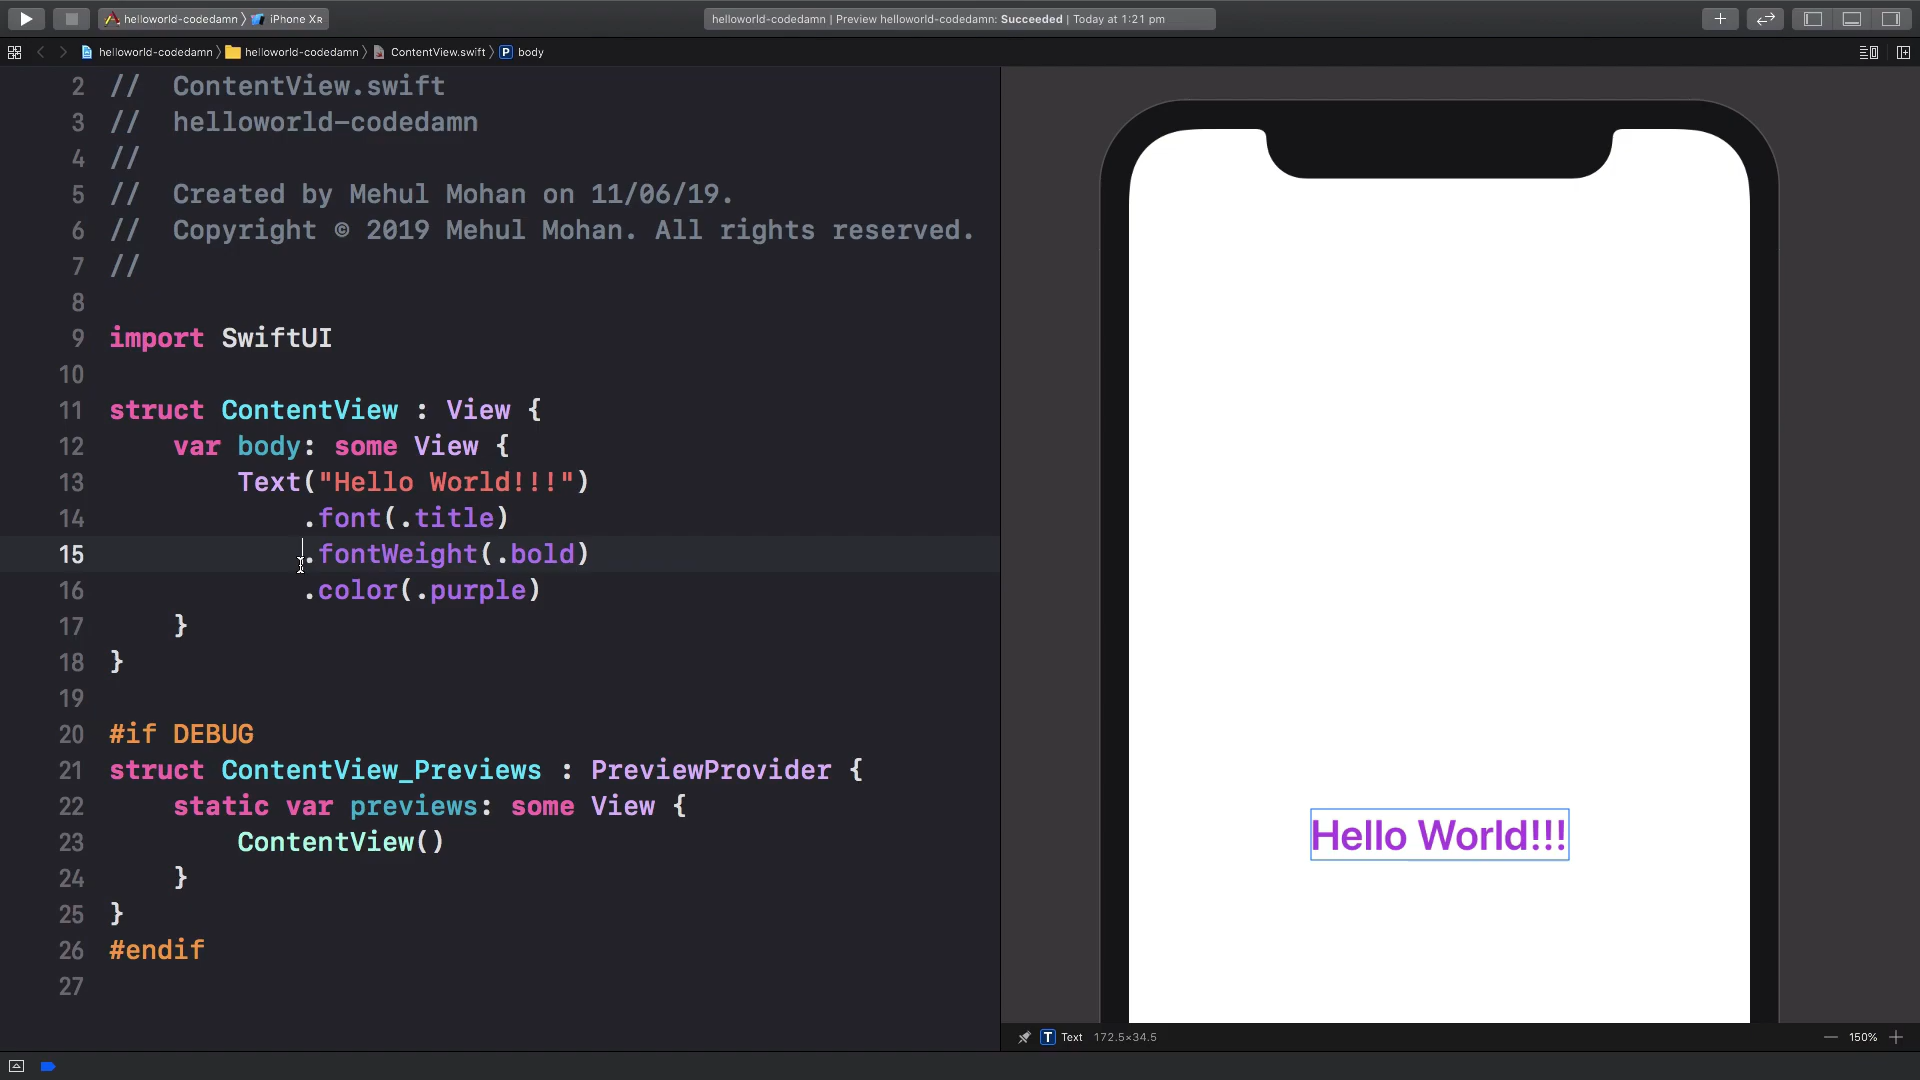 helloworld-codedamn 〉 iPhone Xʀ
helloworld-codedamn | Preview helloworld-codedamn: Succeeded | Today at 1:21 pm
helloworld-codedamn 〉 helloworld-codedamn 〉 ContentView.swift 〉 P body
2 //  ContentView.swift
3 //  helloworld-codedamn
4 //
5 //  Created by Mehul Mohan on 11/06/19.
6 //  Copyright © 2019 Mehul Mohan. All rights reserved.
7 //
8
9 import SwiftUI
10
11 struct ContentView : View {
12     var body: some View {
13         Text("Hello World!!!")
14             .font(.title)
15             .fontWeight(.bold)
16             .color(.purple)
17     }
18 }
19
20 #if DEBUG
21 struct ContentView_Previews : PreviewProvider {
22     static var previews: some View {
23         ContentView()
24     }
25 }
26 #endif
27
Hello World!!!
T Text 172.5×34.5
150%